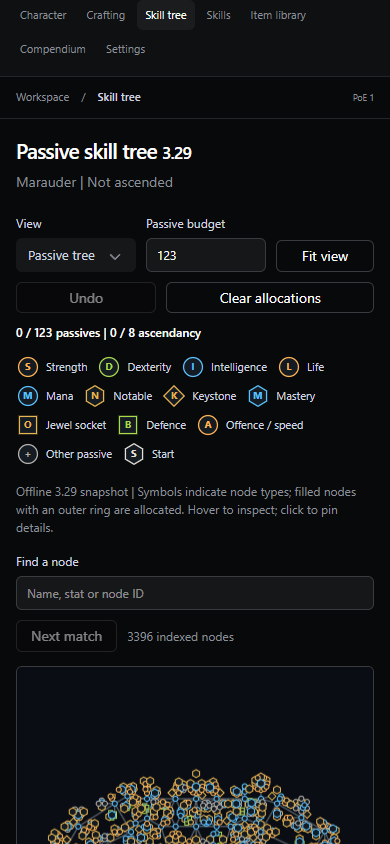 Character Crafting Skill tree Skills Item library
Compendium Settings
Workspace / Skill tree PoE 1
Passive skill tree 3.29
Marauder | Not ascended
View Passive budget
Passive tree 123 Fit view
Undo Clear allocations
0 / 123 passives | 0 / 8 ascendancy
S Strength D Dexterity I Intelligence L Life
M Mana N Notable K Keystone M Mastery
O Jewel socket B Defence A Offence / speed
+ Other passive S Start
Offline 3.29 snapshot | Symbols indicate node types; filled nodes
with an outer ring are allocated. Hover to inspect; click to pin
details.
Find a node
Name, stat or node ID
Next match 3396 indexed nodes